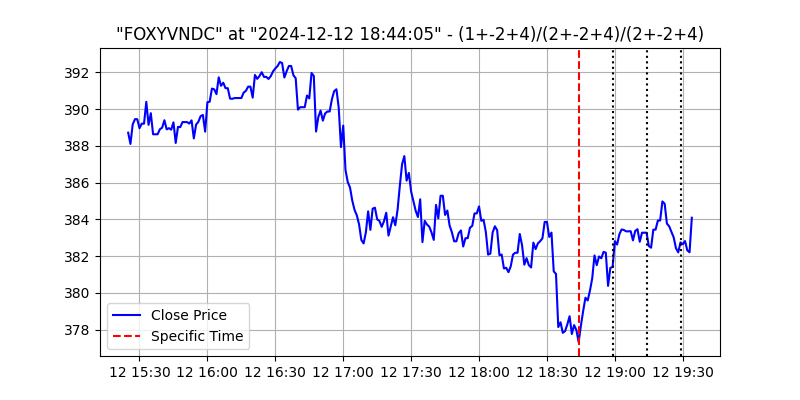 "FOXYVNDC" at "2024-12-12 18:44:05" - (1+-2+4)/(2+-2+4)/(2+-2+4)
392
390
388
386
384
382
380
378
Close Price
Specific Time
12 15:30 12 16:00 12 16:30 12 17:00 12 17:30 12 18:00 12 18:30 12 19:00 12 19:30